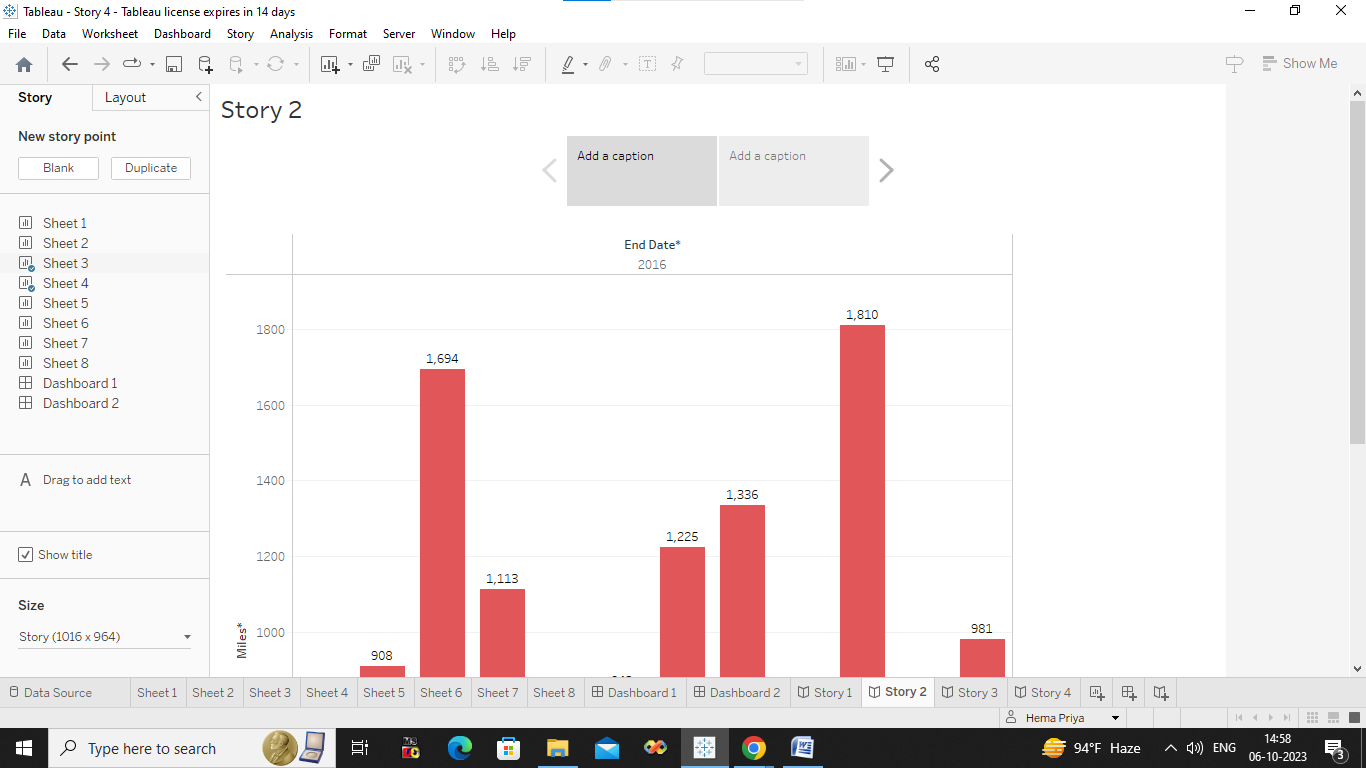 Tableau - Story 4 - Tableau license expires in 14 days
File Data Worksheet Dashboard Story Analysis Format Server Window Help
Show Me
Story Layout
New story point
Blank Duplicate
Sheet 1
Sheet 2
Sheet 3
Sheet 4
Sheet 5
Sheet 6
Sheet 7
Sheet 8
Dashboard 1
Dashboard 2
A Drag to add text
Show title
Size
Story (1016 x 964)
Story 2
Add a caption Add a caption
End Date*
2016
1800
1600
1400
1200
1000
Miles*
908
1,694
1,113
1,225
1,336
1,810
981
Data Source Sheet 1 Sheet 2 Sheet 3 Sheet 4 Sheet 5 Sheet 6 Sheet 7 Sheet 8 Dashboard 1 Dashboard 2 Story 1 Story 2 Story 3 Story 4
Hema Priya
Type here to search
94°F Haze
ENG
14:58
06-10-2023
3